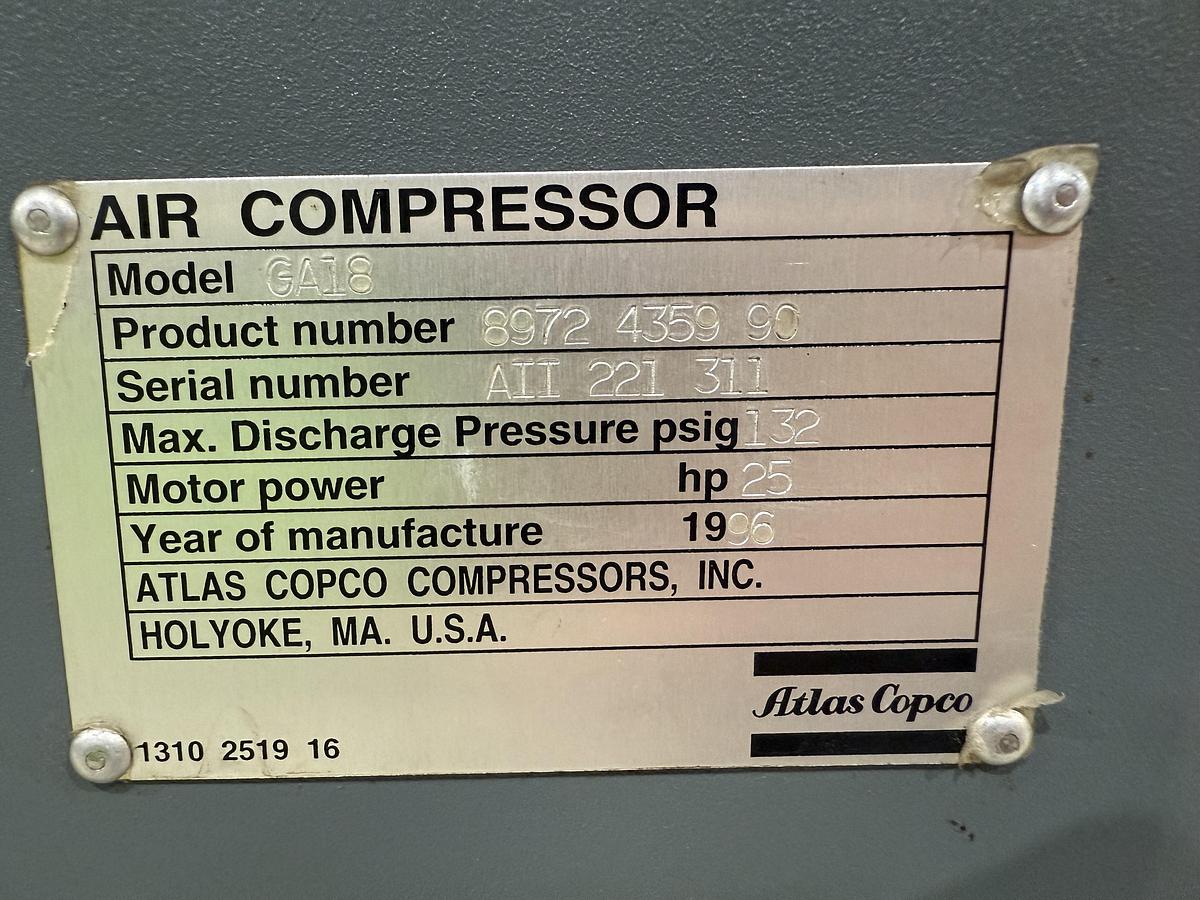 AIR COMPRESSOR
Model GA18
Product number 8972 4359 90
Serial number AII 221 311
Max. Discharge Pressure psig 132
Motor power hp 25
Year of manufacture 1996
ATLAS COPCO COMPRESSORS, INC.
HOLYOKE, MA. U.S.A.
Atlas Copco
1310 2519 16